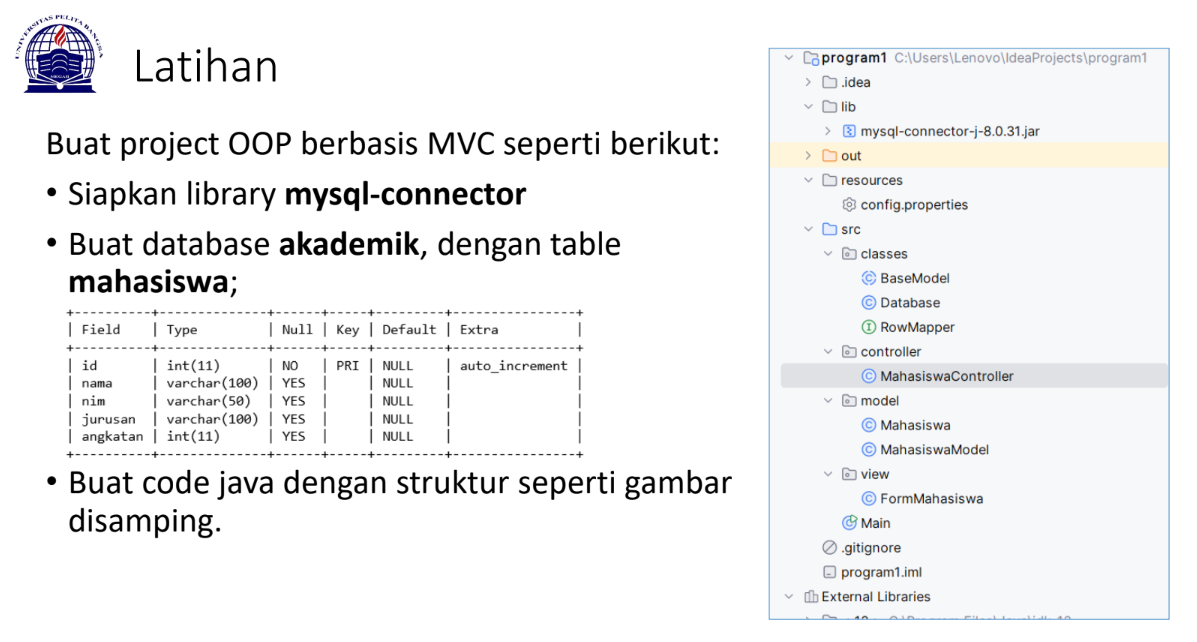 UNIVERSITAS PELITA BANGSA
Latihan
Buat project OOP berbasis MVC seperti berikut:
• Siapkan library mysql-connector
• Buat database akademik, dengan table
mahasiswa;
| Field | Type | Null | Key | Default | Extra |
| id | int(11) | NO | PRI | NULL | auto_increment |
| nama | varchar(100) | YES | | NULL | |
| nim | varchar(50) | YES | | NULL | |
| jurusan | varchar(100) | YES | | NULL | |
| angkatan | int(11) | YES | | NULL | |
• Buat code java dengan struktur seperti gambar
disamping.
program1 C:\Users\Lenovo\IdeaProjects\program1
.idea
lib
mysql-connector-j-8.0.31.jar
out
resources
config.properties
src
classes
BaseModel
Database
RowMapper
controller
MahasiswaController
model
Mahasiswa
MahasiswaModel
view
FormMahasiswa
Main
.gitignore
program1.iml
External Libraries